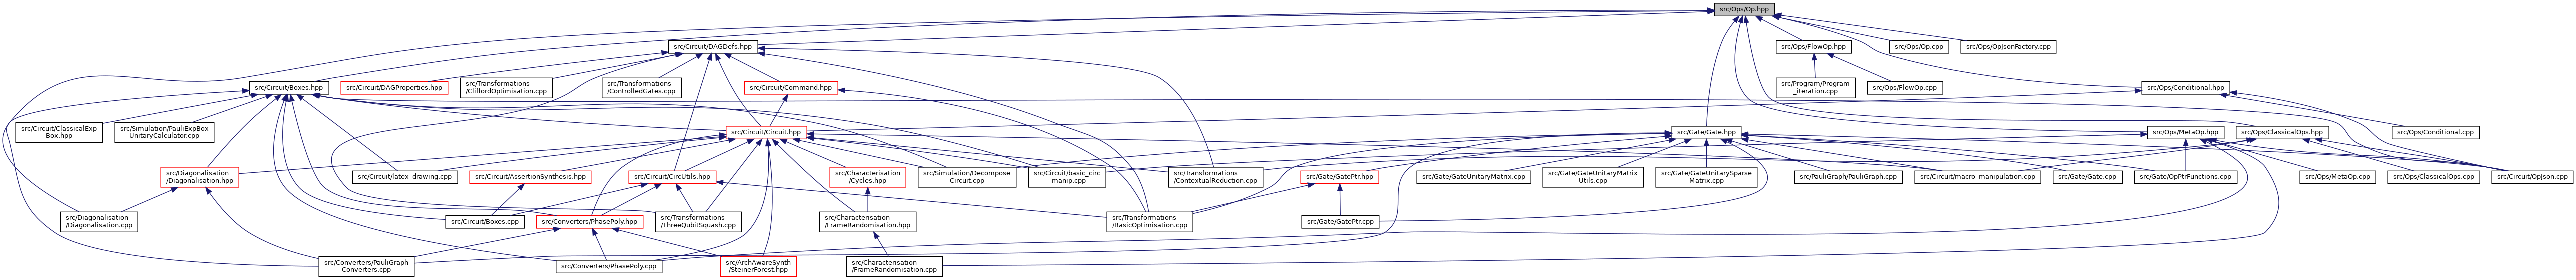 src/Ops/Op.hpp
src/Circuit/DAGDefs.hpp
src/Ops/FlowOp.hpp
src/Ops/Op.cpp
src/Ops/OpJsonFactory.cpp
src/Circuit/Boxes.hpp
src/Circuit/DAGProperties.hpp
src/Transformations
/CliffordOptimisation.cpp
src/Transformations
/ControlledGates.cpp
src/Circuit/Command.hpp
src/Program/Program
_iteration.cpp
src/Ops/FlowOp.cpp
src/Ops/Conditional.hpp
src/Circuit/ClassicalExp
Box.hpp
src/Simulation/PauliExpBox
UnitaryCalculator.cpp
src/Circuit/Circuit.hpp
src/Gate/Gate.hpp
src/Ops/MetaOp.hpp
src/Ops/ClassicalOps.hpp
src/Ops/Conditional.cpp
src/Diagonalisation
/Diagonalisation.hpp
src/Circuit/latex_drawing.cpp
src/Circuit/AssertionSynthesis.hpp
src/Circuit/CircUtils.hpp
src/Characterisation
/Cycles.hpp
src/Simulation/Decompose
Circuit.cpp
src/Circuit/basic_circ
_manip.cpp
src/Transformations
/ContextualReduction.cpp
src/Gate/GatePtr.hpp
src/Gate/GateUnitaryMatrix.cpp
src/Gate/GateUnitaryMatrix
Utils.cpp
src/Gate/GateUnitarySparse
Matrix.cpp
src/PauliGraph/PauliGraph.cpp
src/Circuit/macro_manipulation.cpp
src/Gate/Gate.cpp
src/Gate/OpPtrFunctions.cpp
src/Ops/MetaOp.cpp
src/Ops/ClassicalOps.cpp
src/Circuit/OpJson.cpp
src/Diagonalisation
/Diagonalisation.cpp
src/Circuit/Boxes.cpp
src/Converters/PhasePoly.hpp
src/Transformations
/ThreeQubitSquash.cpp
src/Characterisation
/FrameRandomisation.hpp
src/Transformations
/BasicOptimisation.cpp
src/Gate/GatePtr.cpp
src/Converters/PauliGraph
Converters.cpp
src/Converters/PhasePoly.cpp
src/ArchAwareSynth
/SteinerForest.hpp
src/Characterisation
/FrameRandomisation.cpp